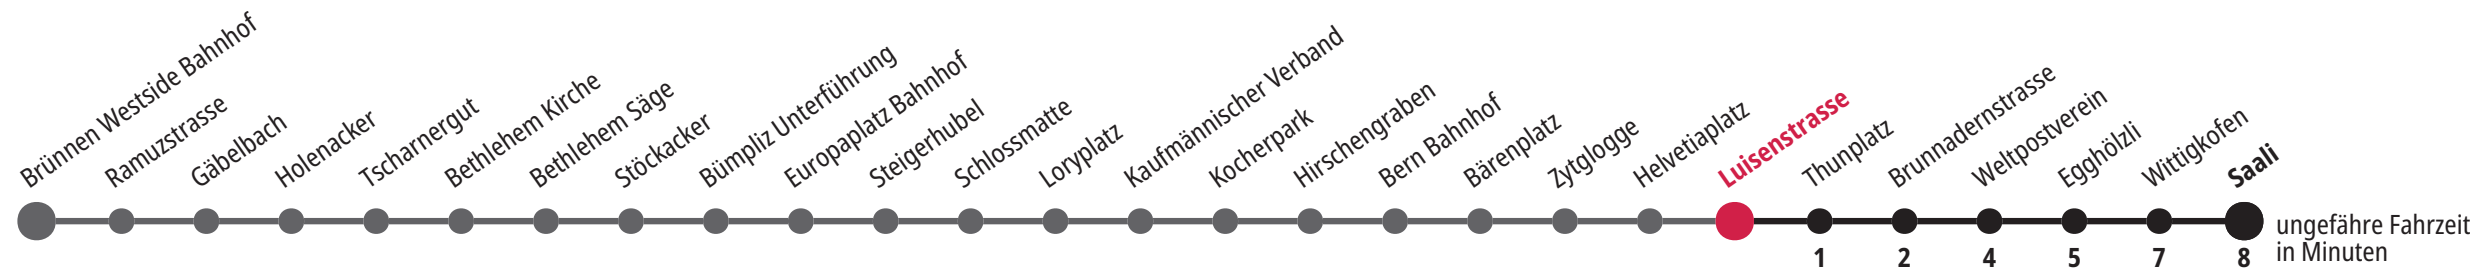 Brünnen Westside Bahnhof
Ramuzstrasse
Gäbelbach
Holenacker
Tscharnergut
Bethlehem Kirche
Bethlehem Säge
Stöckacker
Bümpliz Unterführung
Europaplatz Bahnhof
Steigerhubel
Schlossmatte
Loryplatz
Kaufmännischer Verband
Kocherpark
Hirschengraben
Bern Bahnhof
Bärenplatz
Zytglogge
Helvetiaplatz
Luisenstrasse
Thunplatz
Brunnadernstrasse
Weltpostverein
Egghölzli
Wittigkofen
Saali
1 2 4 5 7 8
ungefähre Fahrzeit
in Minuten